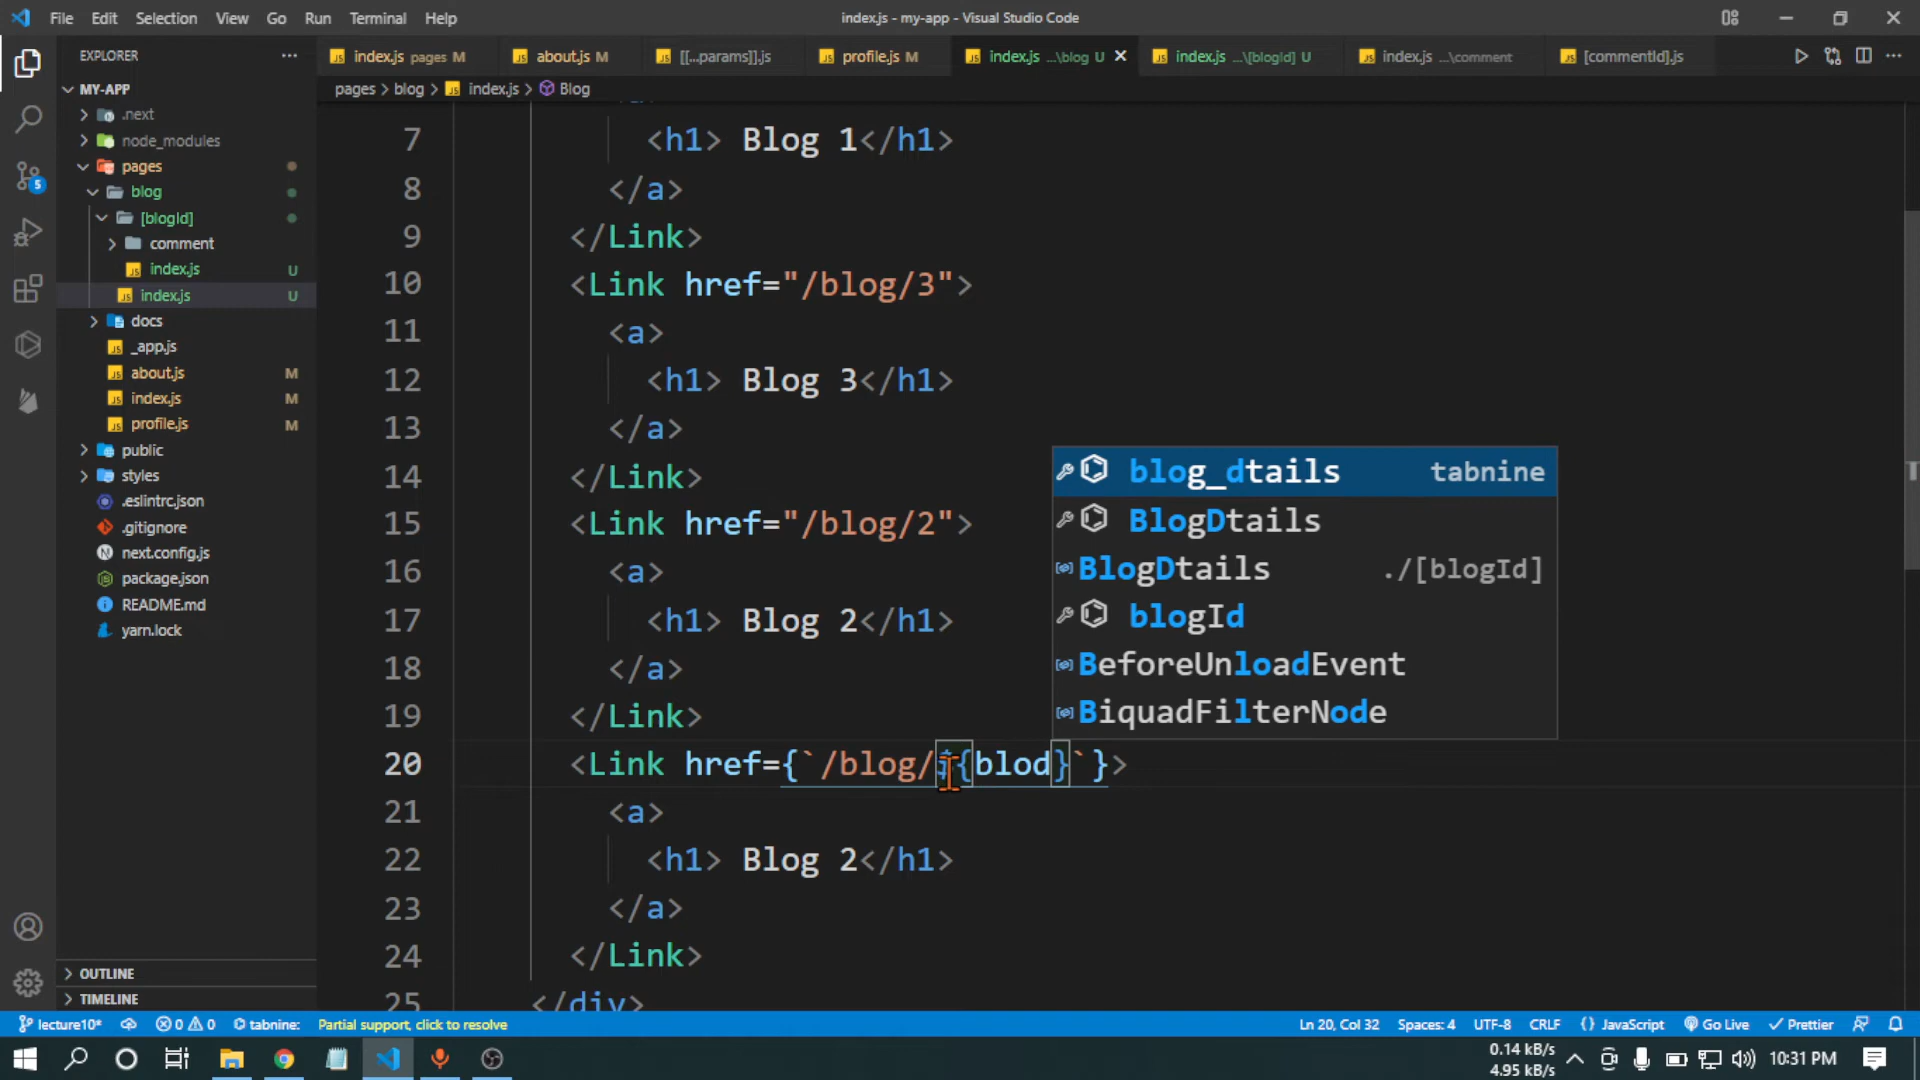 File Edit Selection View Go Run Terminal Help
index.js - my-app - Visual Studio Code
EXPLORER
index.js pages M
about.js M
[[...params]].js
profile.js M
index.js ...\blog U
index.js ...\[blogId] U
index.js ...\comment
[commentId].js
MY-APP
.next
node_modules
pages
blog
[blogId]
comment
index.js U
index.js U
docs
_app.js
about.js M
index.js M
profile.js M
public
styles
.eslintrc.json
.gitignore
next.config.js
package.json
README.md
yarn.lock
OUTLINE
TIMELINE
5
pages > blog > index.js > Blog
7 <h1> Blog 1</h1>
8 </a>
9 </Link>
10 <Link href="/blog/3">
11 <a>
12 <h1> Blog 3</h1>
13 </a>
14 </Link>
15 <Link href="/blog/2">
16 <a>
17 <h1> Blog 2</h1>
18 </a>
19 </Link>
20 <Link href={`/blog/${blod}`}>
21 <a>
22 <h1> Blog 2</h1>
23 </a>
24 </Link>
25 </div>
blog_dtails tabnine
BlogDtails
BlogDtails ./[blogId]
blogId
BeforeUnloadEvent
BiquadFilterNode
lecture10* 0 0 tabnine: Partial support, click to resolve
Ln 20, Col 32 Spaces: 4 UTF-8 CRLF {} JavaScript Go Live Prettier
0.14 kB/s
4.95 kB/s
10:31 PM